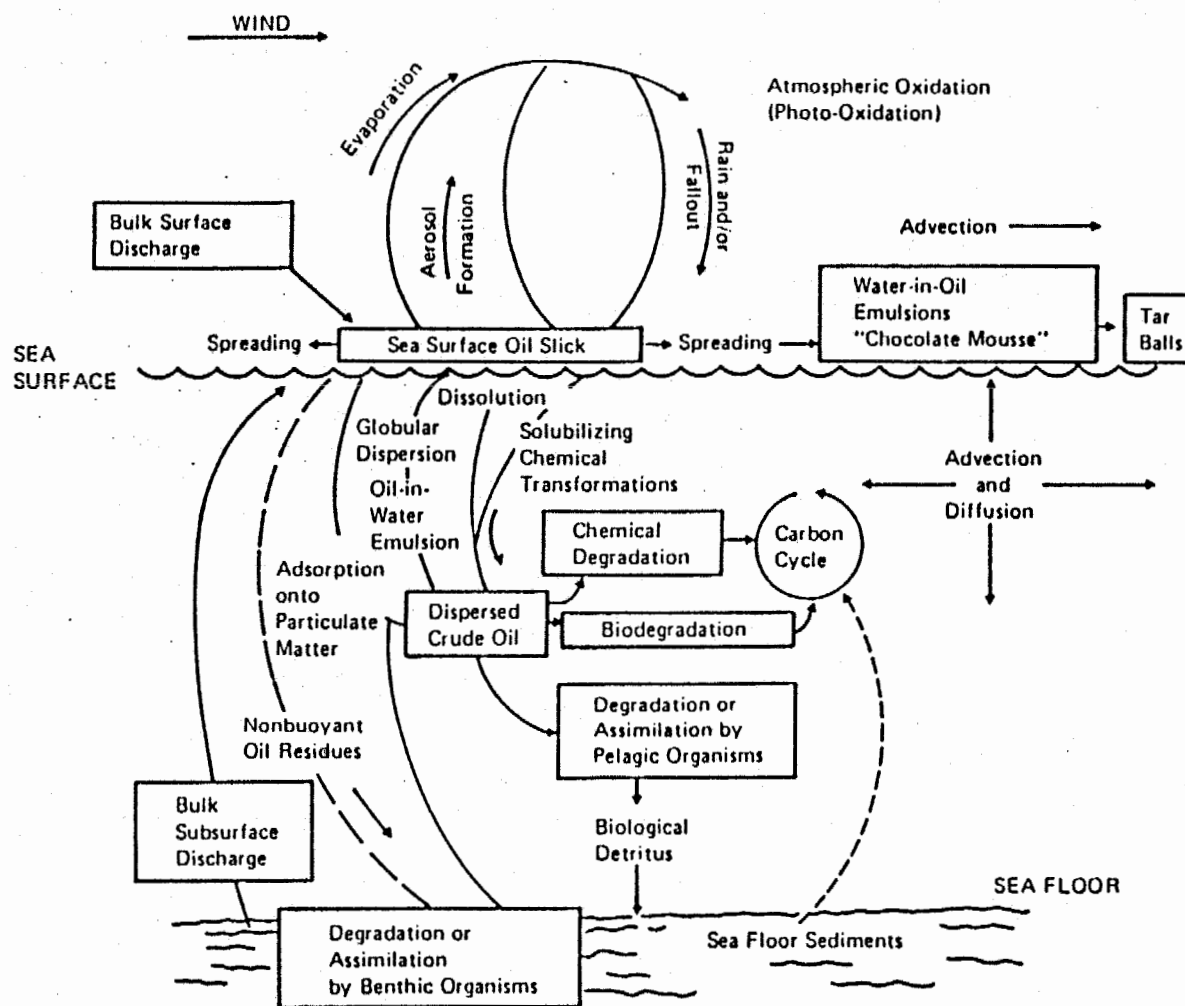 WIND
Evaporation
Atmospheric Oxidation
(Photo-Oxidation)
Rain and/or
Fallout
Aerosol
Formation
Bulk Surface
Discharge
Advection
Water-in-Oil
Emulsions
"Chocolate Mousse"
Tar
Balls
Spreading
Sea Surface Oil Slick
Spreading
SEA
SURFACE
Dissolution
Globular
Dispersion
Oil-in-
Water
Emulsion
Solubilizing
Chemical
Transformations
Advection
and
Diffusion
Chemical
Degradation
Carbon
Cycle
Adsorption
onto
Particulate
Matter
Dispersed
Crude Oil
Biodegradation
Nonbuoyant
Oil Residues
Degradation or
Assimilation by
Pelagic Organisms
Bulk
Subsurface
Discharge
Biological
Detritus
SEA FLOOR
Sea Floor Sediments
Degradation or
Assimilation
by Benthic Organisms